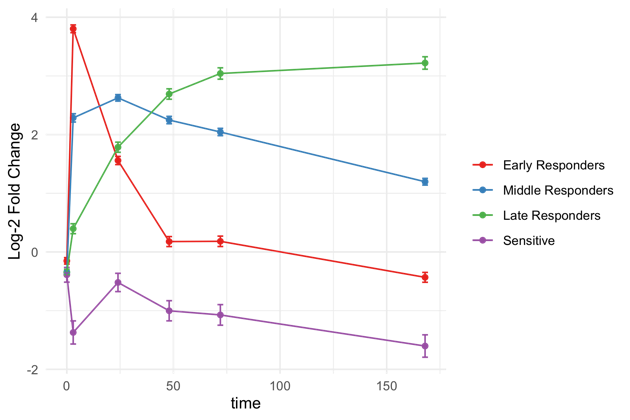 Log-2 Fold Change
4
2
0
-2
0
50
100
150
time
Early Responders
Middle Responders
Late Responders
Sensitive